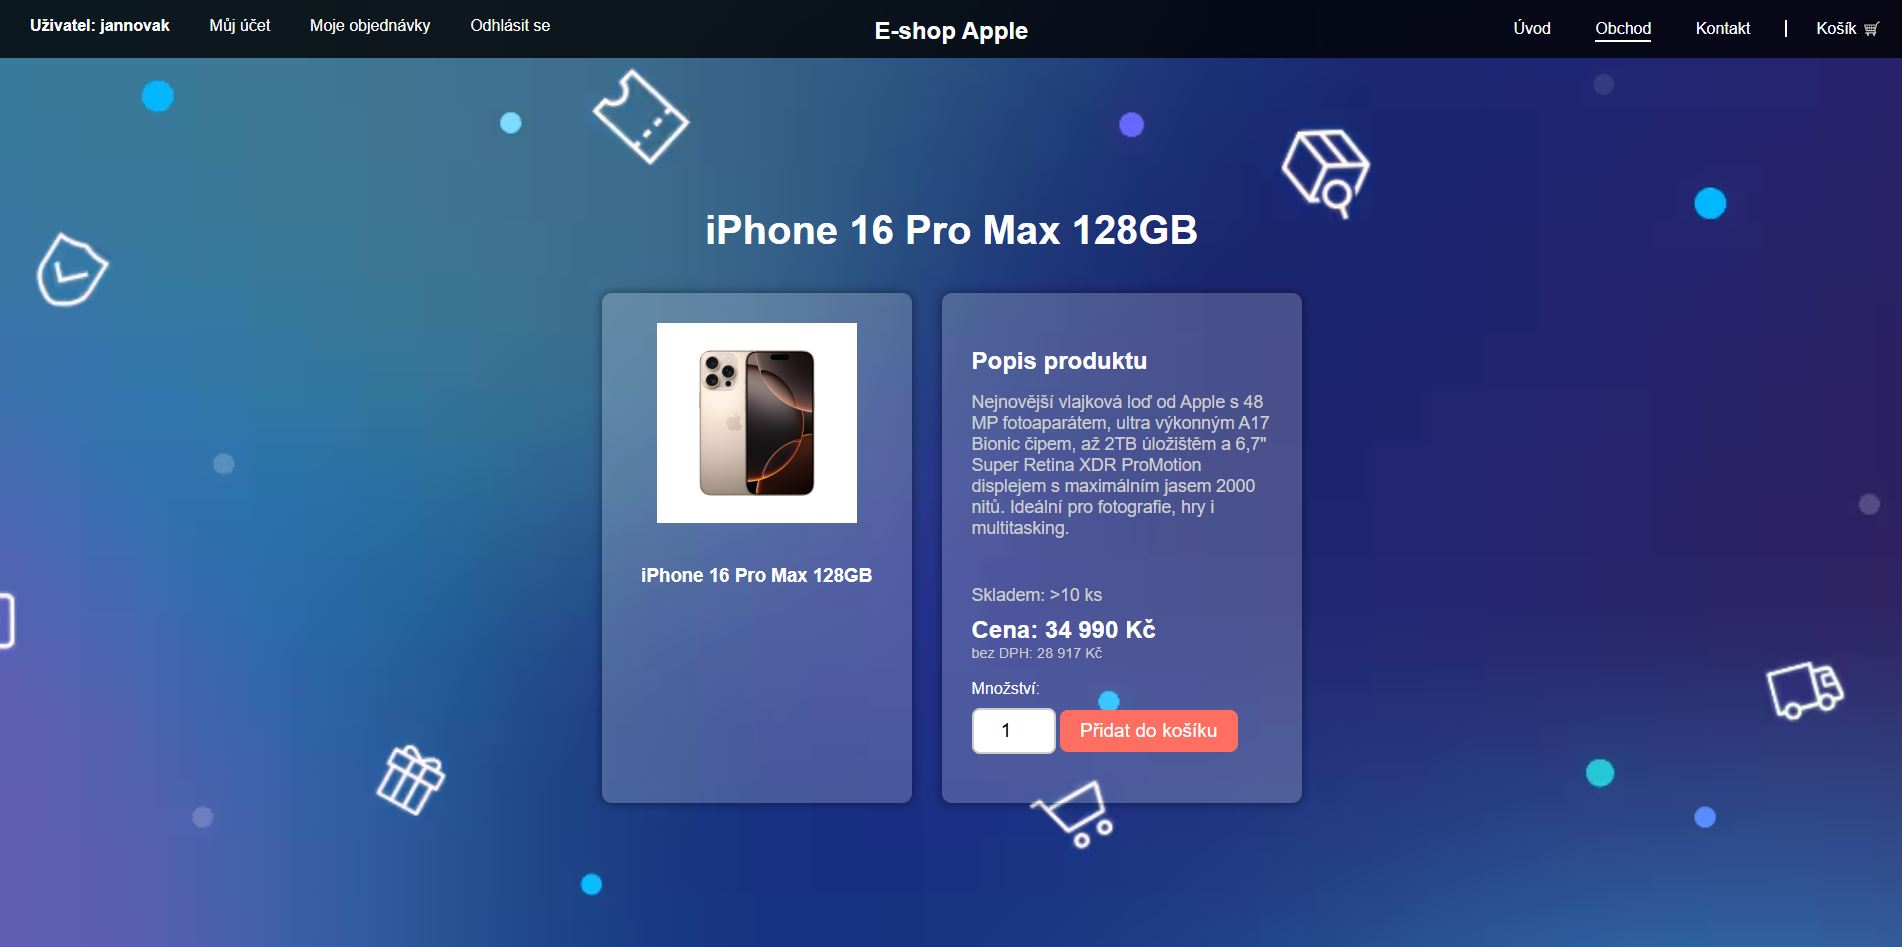 Uživatel: jannovak
Můj účet
Moje objednávky
Odhlásit se
E-shop Apple
Úvod
Obchod
Kontakt
Košík
iPhone 16 Pro Max 128GB
iPhone 16 Pro Max 128GB
Popis produktu
Nejnovější vlajková loď od Apple s 48
MP fotoaparátem, ultra výkonným A17
Bionic čipem, až 2TB úložištěm a 6,7"
Super Retina XDR ProMotion
displejem s maximálním jasem 2000
nitů. Ideální pro fotografie, hry i
multitasking.
Skladem: >10 ks
Cena: 34 990 Kč
bez DPH: 28 917 Kč
Množství:
1
Přidat do košíku